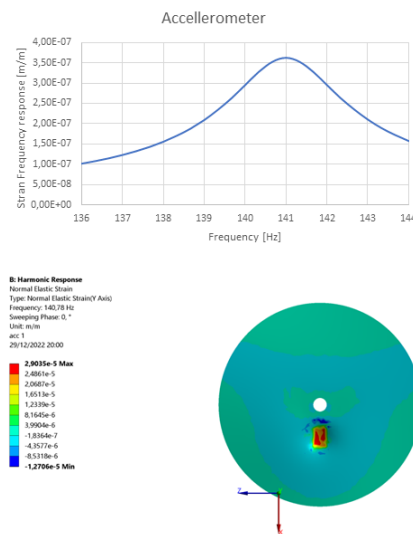 Accellerometer
4,00E-07
3,50E-07
3,00E-07
2,50E-07
2,00E-07
1,50E-07
1,00E-07
5,00E-08
0,00E+00
Stran Frequency response [m/m]
136 137 138 139 140 141 142 143 144
Frequency [Hz]
B: Harmonic Response
Normal Elastic Strain
Type: Normal Elastic Strain(Y Axis)
Frequency: 140,78 Hz
Sweeping Phase: 0, °
Unit: m/m
acc 1
29/12/2022 20:00
2,9035e-5 Max
2,4861e-5
2,0687e-5
1,6513e-5
1,2339e-5
8,1645e-6
3,9904e-6
-1,8364e-7
-4,3577e-6
-8,5318e-6
-1,2706e-5 Min
Z
Y
X